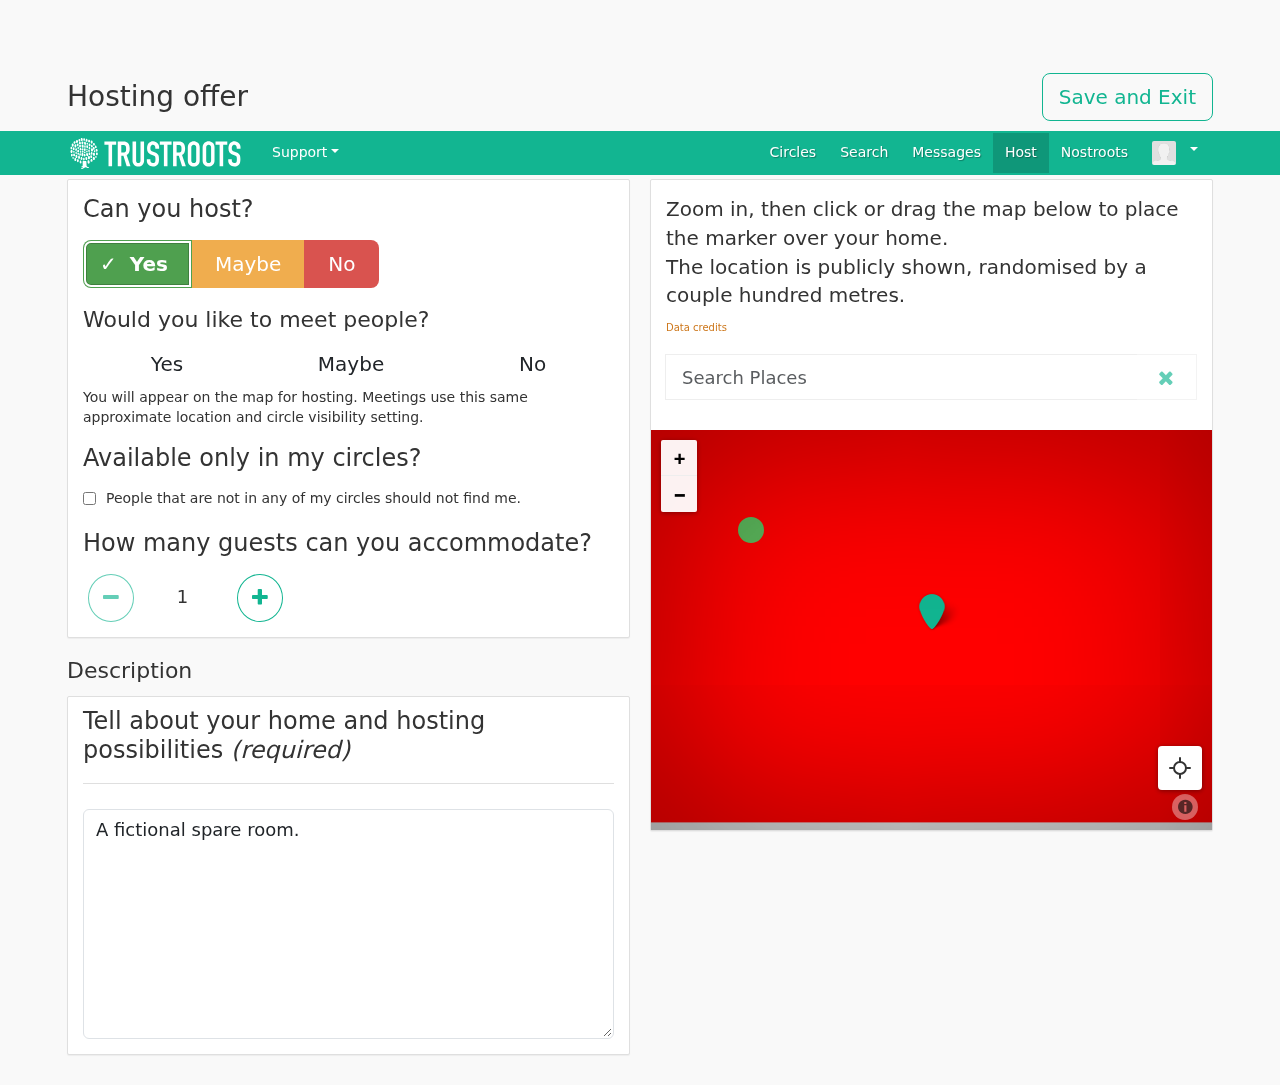 Hosting offer
Save and Exit
TRUSTROOTS
Support
Circles
Search
Messages
Host
Nostroots
Can you host?
✓ Yes
Maybe
No
Would you like to meet people?
Yes
Maybe
No
You will appear on the map for hosting. Meetings use this same
approximate location and circle visibility setting.
Available only in my circles?
People that are not in any of my circles should not find me.
How many guests can you accommodate?
1
Description
Tell about your home and hosting
possibilities (required)
A fictional spare room.
Zoom in, then click or drag the map below to place
the marker over your home.
The location is publicly shown, randomised by a
couple hundred metres.
Data credits
Search Places
+
−